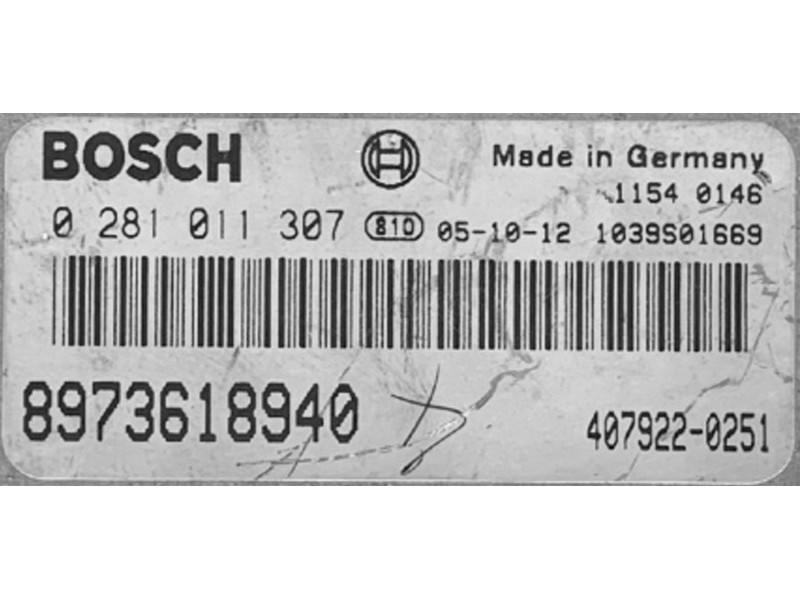 BOSCH Made in Germany
1154 0146
0 281 011 307 810 05-10-12 1039S01669
8973618940 407922-0251